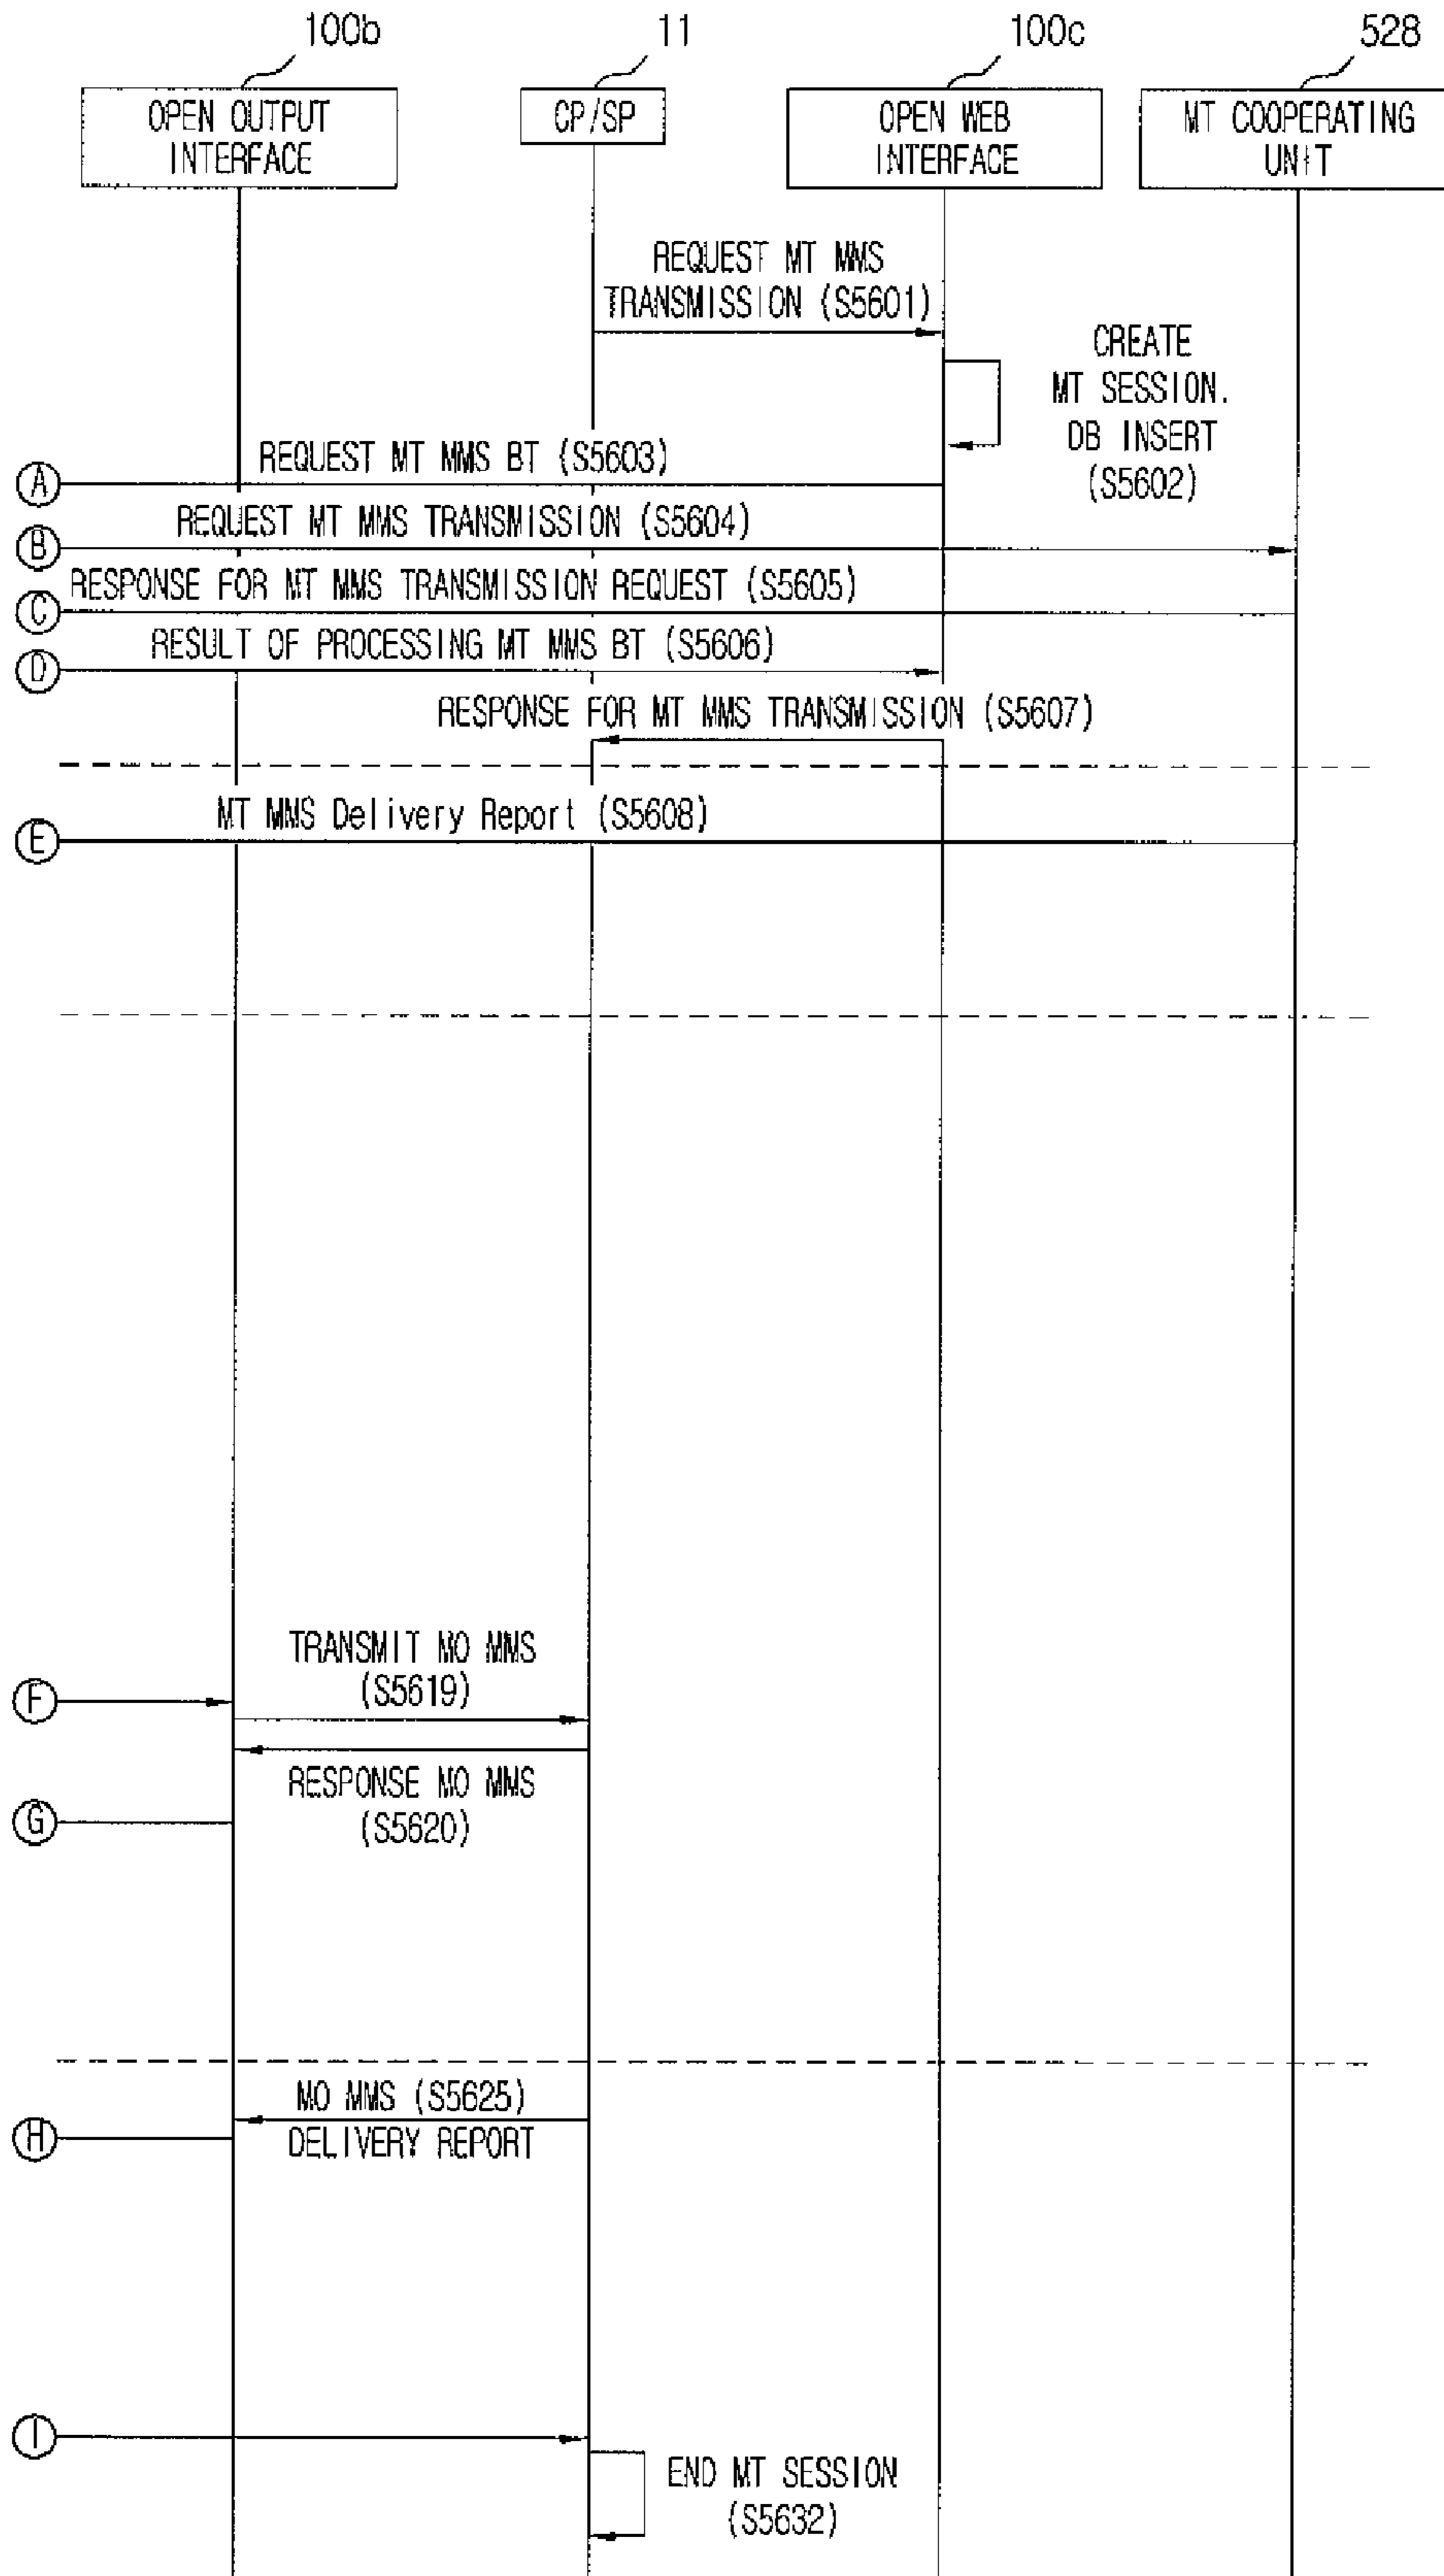 100b
11
100c
528
OPEN OUTPUT
INTERFACE
CP/SP
OPEN WEB
INTERFACE
MT COOPERATING
UNIT
REQUEST MT MMS
TRANSMISSION (S5601)
CREATE
MT SESSION.
DB INSERT
(S5602)
REQUEST MT MMS BT (S5603)
A
REQUEST MT MMS TRANSMISSION (S5604)
B
RESPONSE FOR MT MMS TRANSMISSION REQUEST (S5605)
C
RESULT OF PROCESSING MT MMS BT (S5606)
D
RESPONSE FOR MT MMS TRANSMISSION (S5607)
MT MMS Delivery Report (S5608)
E
TRANSMIT MO MMS
(S5619)
F
RESPONSE MO MMS
(S5620)
G
MO MMS (S5625)
DELIVERY REPORT
H
I
END MT SESSION
(S5632)